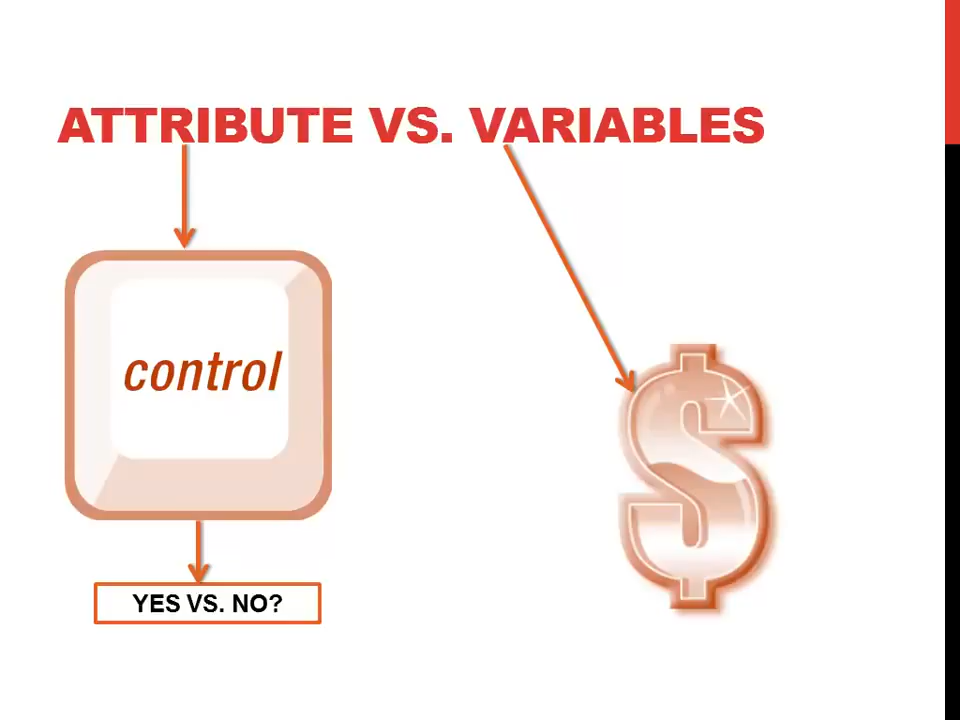 ATTRIBUTE VS. VARIABLES
control
YES VS. NO?
$